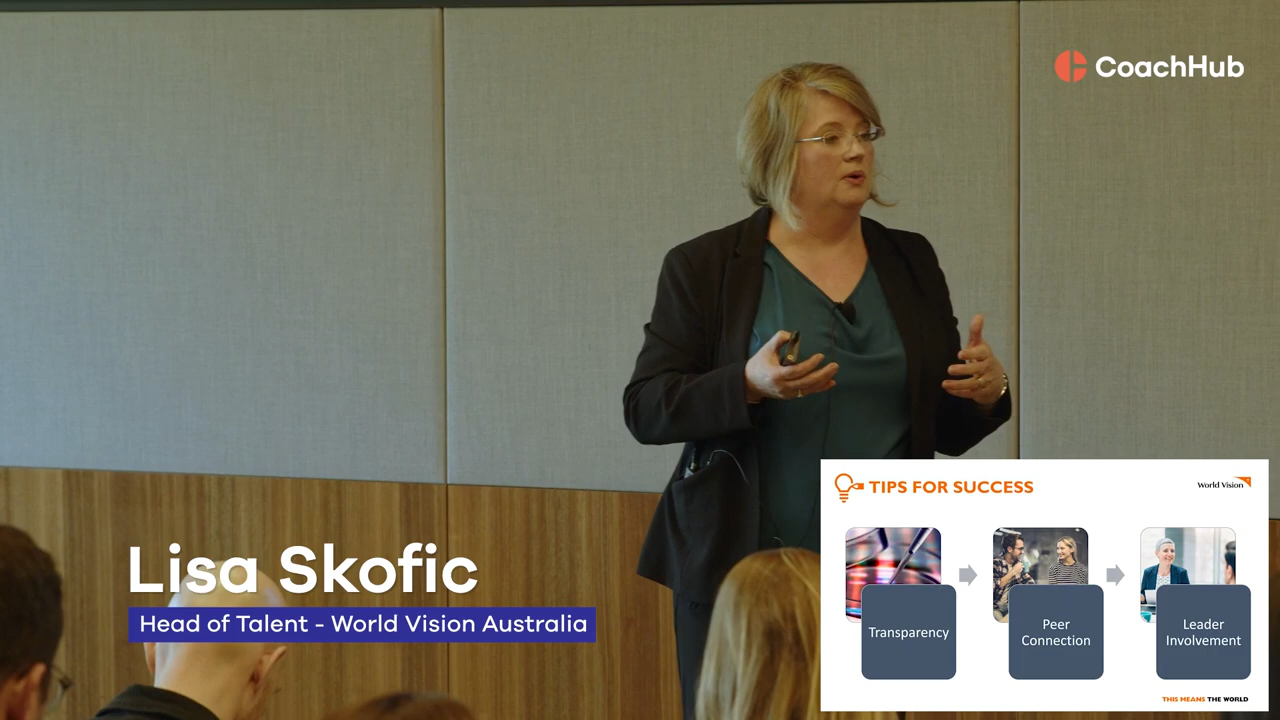 CoachHub
Lisa Skofic
Head of Talent - World Vision Australia
TIPS FOR SUCCESS
World Vision
Transparency
Peer
Connection
Leader
Involvement
THIS MEANS THE WORLD